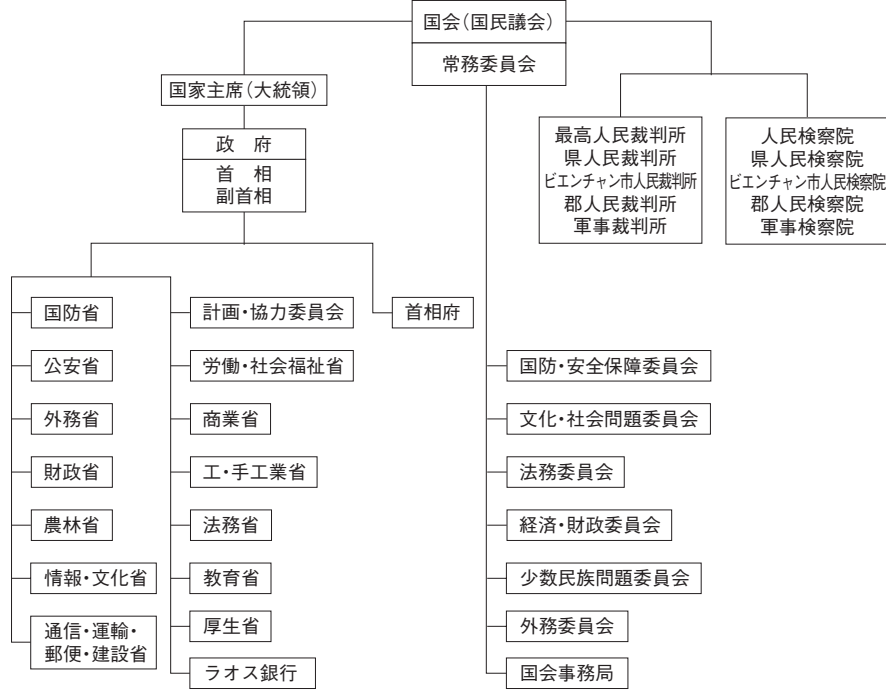 国会(国民議会)
常務委員会
国家主席(大統領)
政 府
首 相
副首相
最高人民裁判所
県人民裁判所
ビエンチャン市人民裁判所
郡人民裁判所
軍事裁判所
人民検察院
県人民検察院
ビエンチャン市人民検察院
郡人民検察院
軍事検察院
国防省
公安省
外務省
財政省
農林省
情報・文化省
通信・運輸・
郵便・建設省
計画・協力委員会
労働・社会福祉省
商業省
工・手工業省
法務省
教育省
厚生省
ラオス銀行
首相府
国防・安全保障委員会
文化・社会問題委員会
法務委員会
経済・財政委員会
少数民族問題委員会
外務委員会
国会事務局